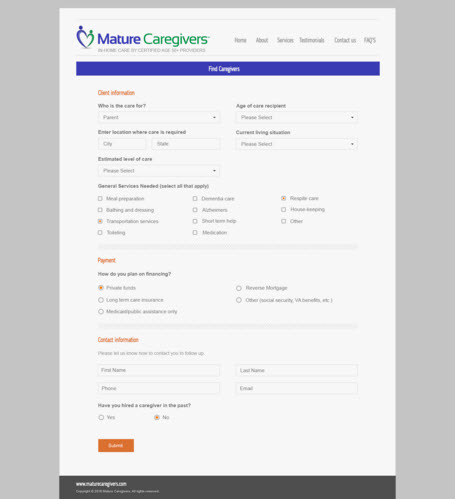 Mature Caregivers
IN-HOME CARE BY CERTIFIED AGE 50+ PROVIDERS
Home About Services Testimonials Contact us FAQ'S
Find Caregivers
Client information
Who is the care for? Age of care recipient
Parent Please Select
Enter location where care is required Current living situation
City State Please Select
Estimated level of care
Please Select
General Services Needed (select all that apply)
Meal preparation Dementia care Respite care
Bathing and dressing Alzheimers House-keeping
Transportation services Short term help Other
Toileting Medication
Payment
How do you plan on financing?
Private funds Reverse Mortgage
Long term care insurance Other (social security, VA benefits, etc.)
Medicaid/public assistance only
Contact information
Please let us know how to contact you to follow up.
First Name Last Name
Phone Email
Have you hired a caregiver in the past?
Yes No
Submit
www.maturecaregivers.com
Copyright © 2016 Mature Caregivers. All rights reserved.